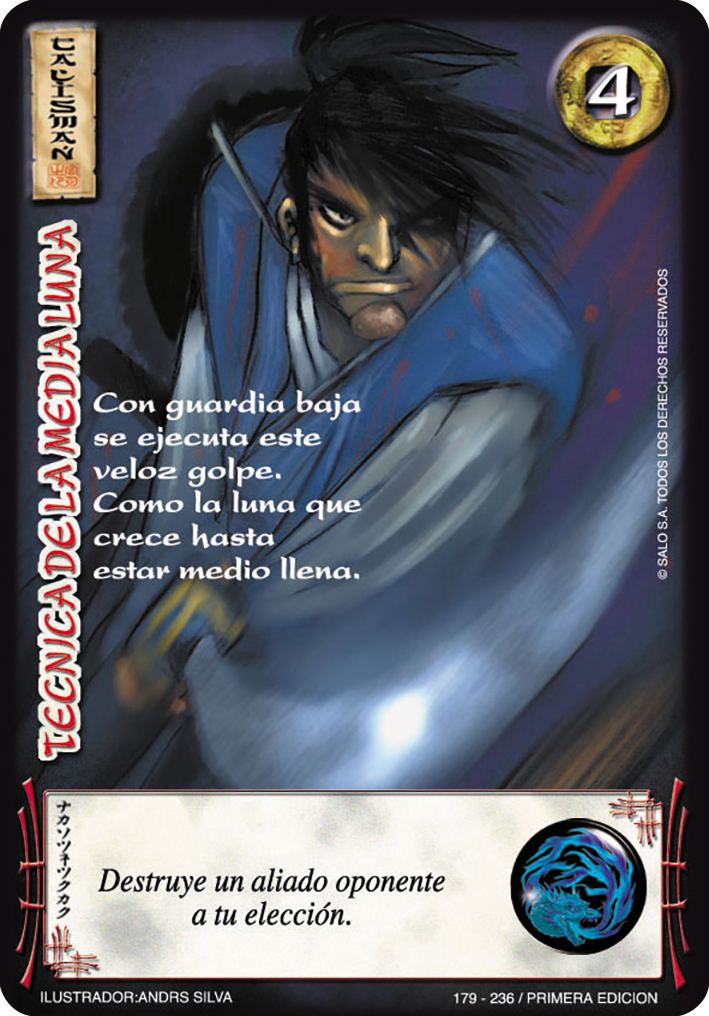 TALISMAN
4
TECNICA DE LA MEDIA LUNA
Con guardia baja
se ejecuta este
veloz golpe.
Como la luna que
crece hasta
estar medio llena.
© SALO S.A. TODOS LOS DERECHOS RESERVADOS
ナカソツネツクカク
Destruye un aliado oponente
a tu elección.
ILUSTRADOR:ANDRS SILVA
179 - 236 / PRIMERA EDICION